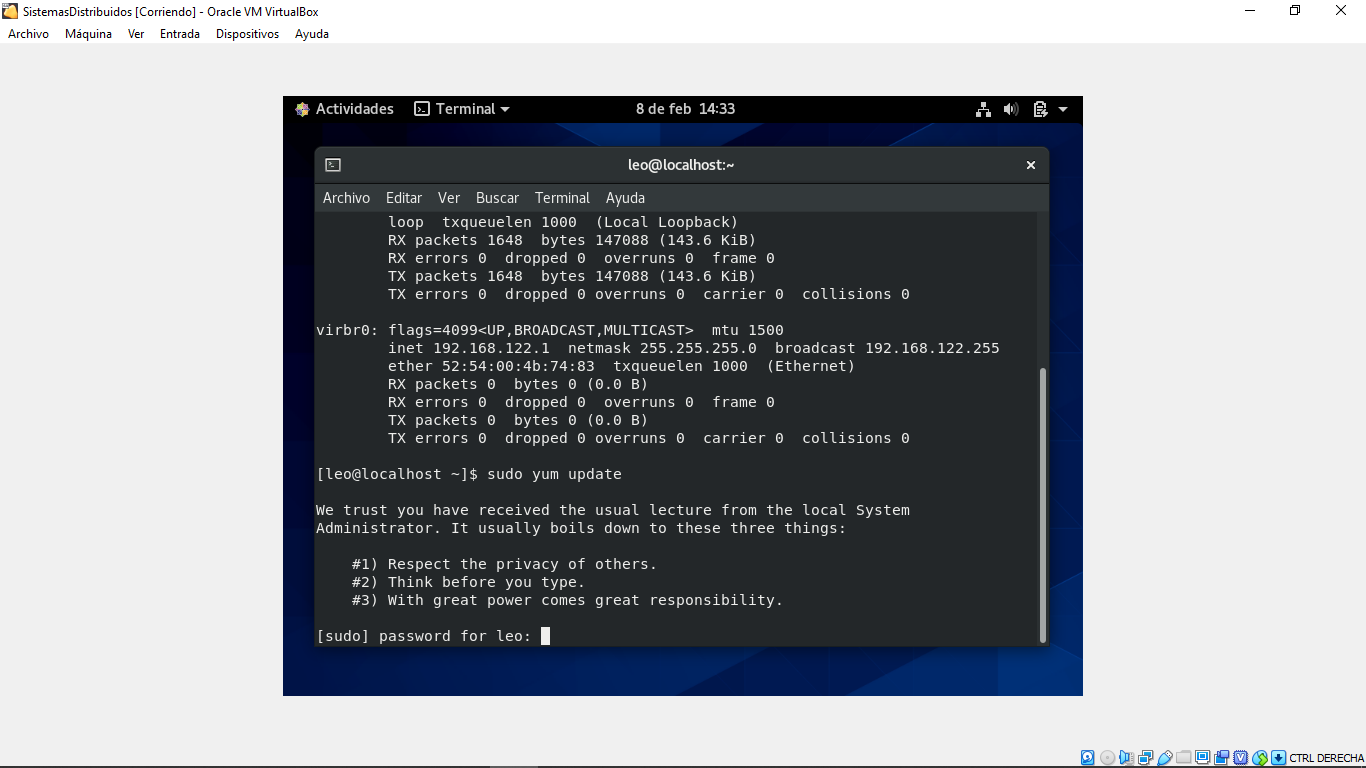 SistemasDistribuidos [Corriendo] - Oracle VM VirtualBox
Archivo Máquina Ver Entrada Dispositivos Ayuda
Actividades Terminal 8 de feb 14:33
leo@localhost:~
Archivo Editar Ver Buscar Terminal Ayuda
loop txqueuelen 1000 (Local Loopback)
RX packets 1648 bytes 147088 (143.6 KiB)
RX errors 0 dropped 0 overruns 0 frame 0
TX packets 1648 bytes 147088 (143.6 KiB)
TX errors 0 dropped 0 overruns 0 carrier 0 collisions 0
virbr0: flags=4099<UP,BROADCAST,MULTICAST> mtu 1500
inet 192.168.122.1 netmask 255.255.255.0 broadcast 192.168.122.255
ether 52:54:00:4b:74:83 txqueuelen 1000 (Ethernet)
RX packets 0 bytes 0 (0.0 B)
RX errors 0 dropped 0 overruns 0 frame 0
TX packets 0 bytes 0 (0.0 B)
TX errors 0 dropped 0 overruns 0 carrier 0 collisions 0
[leo@localhost ~]$ sudo yum update
We trust you have received the usual lecture from the local System
Administrator. It usually boils down to these three things:
#1) Respect the privacy of others.
#2) Think before you type.
#3) With great power comes great responsibility.
[sudo] password for leo:
CTRL DERECHA